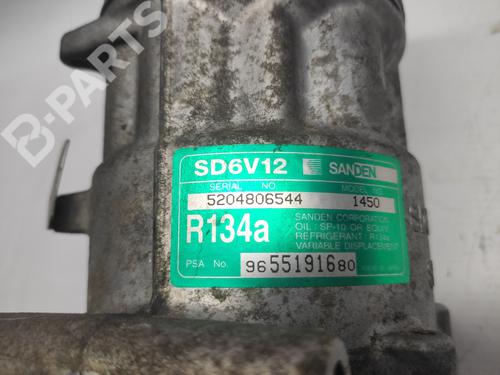 B-PARTS
SD6V12 SANDEN
SERIAL NO. MODEL NO.
5204806544 1450
R134a
SANDEN CORPORATION
OIL : SP-10 OR EQUIV.
REFRIGERANT : R134a
VARIABLE DISPLACEMENT
PSA No. 9655191680